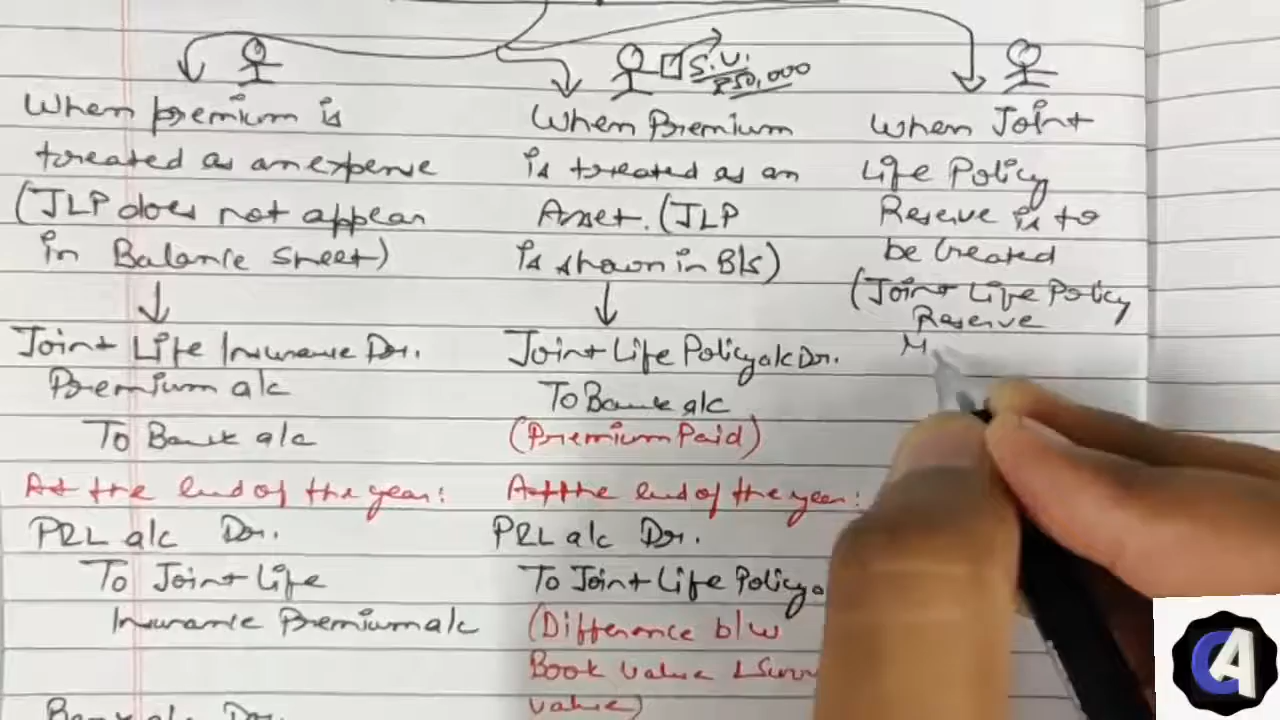 When premium is
treated as an expense
(JLP does not appear
in Balance Sheet)
Joint Life Insurance Dr.
Premium a/c
To Bank a/c
At the end of the year:
P&L a/c Dr.
To Joint Life
Insurance Premium a/c
Bank a/c Dr.
S.V.
₹50,000
When Premium
is treated as an
Asset. (JLP
is shown in B/S)
Joint Life Policy a/c Dr.
To Bank a/c
(Premium Paid)
At the end of the year:
P&L a/c Dr.
To Joint Life Policy a
(Difference b/w
Book value &
value)
When Joint
Life Policy
Reserve is to
be created
(Joint Life Policy
Reserve
M
CA